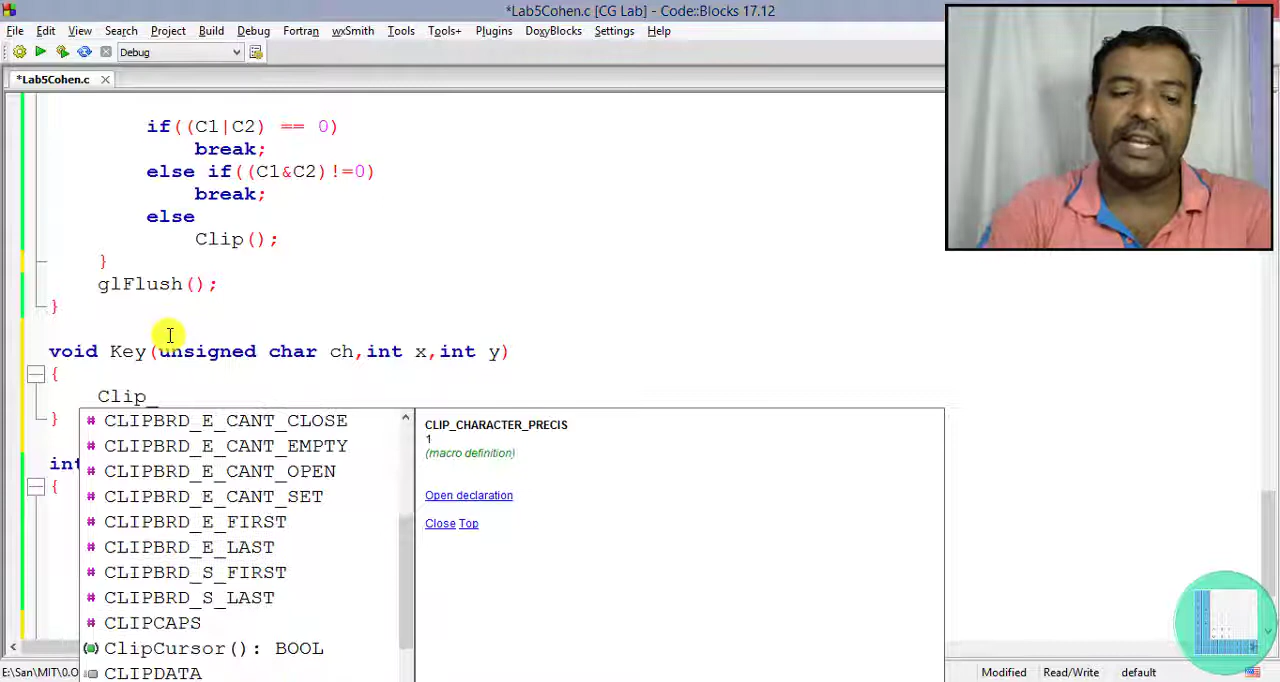 *Lab5Cohen.c [CG Lab] - Code::Blocks 17.12
File Edit View Search Project Build Debug Fortran wxSmith Tools Tools+ Plugins DoxyBlocks Settings Help
Debug
*Lab5Cohen.c
if((C1|C2) == 0)
break;
else if((C1&C2)!=0)
break;
else
Clip();
}
glFlush();
}
void Key(unsigned char ch,int x,int y)
{
Clip_
}
int
{
# CLIPBRD_E_CANT_CLOSE
# CLIPBRD_E_CANT_EMPTY
# CLIPBRD_E_CANT_OPEN
# CLIPBRD_E_CANT_SET
# CLIPBRD_E_FIRST
# CLIPBRD_E_LAST
# CLIPBRD_S_FIRST
# CLIPBRD_S_LAST
# CLIPCAPS
ClipCursor(): BOOL
CLIPDATA
CLIP_CHARACTER_PRECIS
1
(macro definition)
Open declaration
Close Top
E:\San\MIT\0.O
Modified Read/Write default